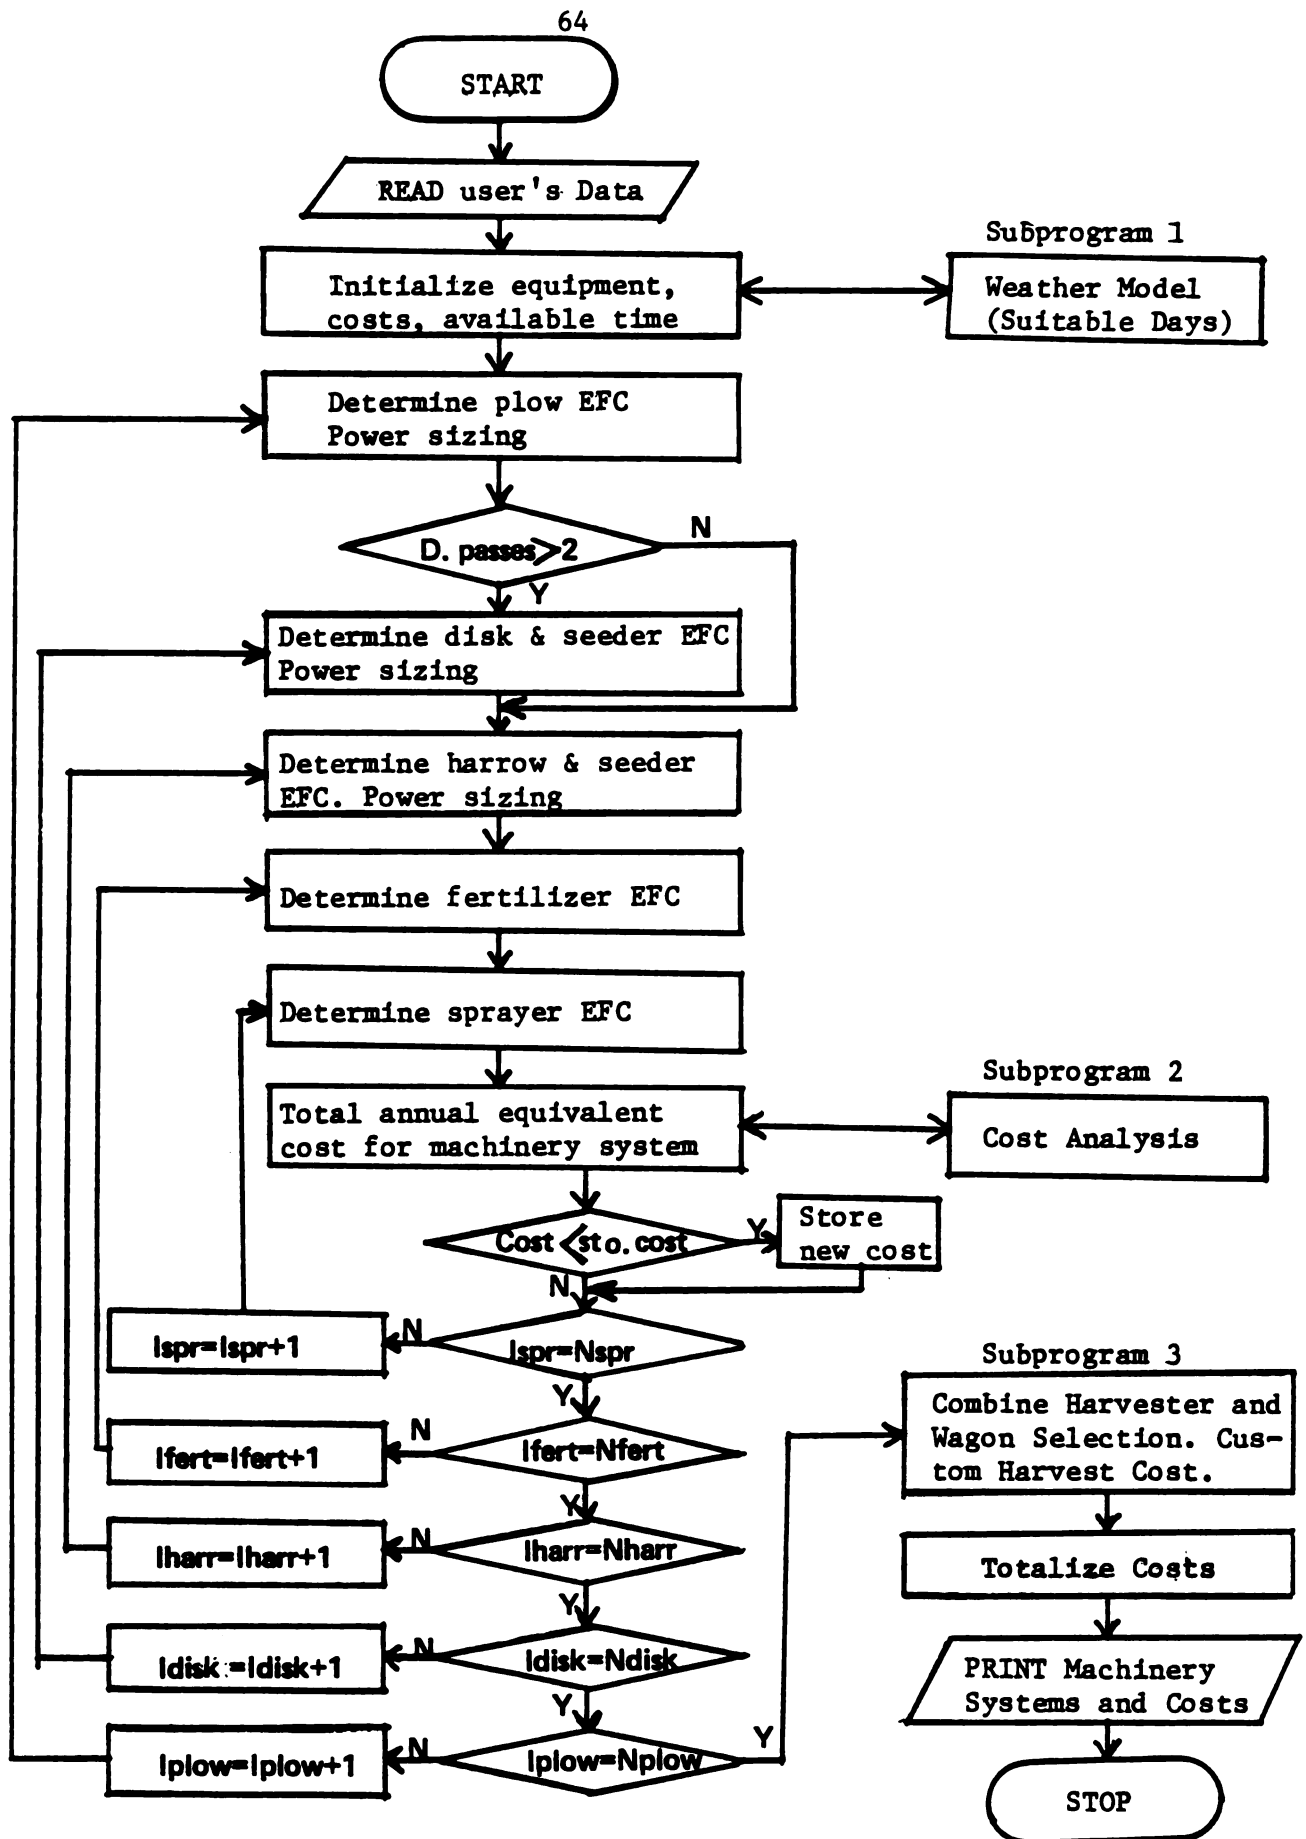 64
START
READ user's Data
Subprogram 1
Initialize equipment,
costs, available time
Weather Model
(Suitable Days)
Determine plow EFC
Power sizing
D. passes>2
N
Y
Determine disk & seeder EFC
Power sizing
Determine harrow & seeder
EFC. Power sizing
Determine fertilizer EFC
Determine sprayer EFC
Subprogram 2
Total annual equivalent
cost for machinery system
Cost Analysis
Cost <sto. cost
Y
Store
new cost
N
Ispr=Ispr+1
N
Ispr=Nspr
Y
Subprogram 3
Combine Harvester and
Wagon Selection. Cus-
tom Harvest Cost.
Ifert=Ifert+1
N
Ifert=Nfert
Y
Iharr=Iharr+1
N
Iharr=Nharr
Y
Totalize Costs
Idisk=Idisk+1
N
Idisk=Ndisk
Y
PRINT Machinery
Systems and Costs
Iplow=Iplow+1
N
Iplow=Nplow
Y
STOP